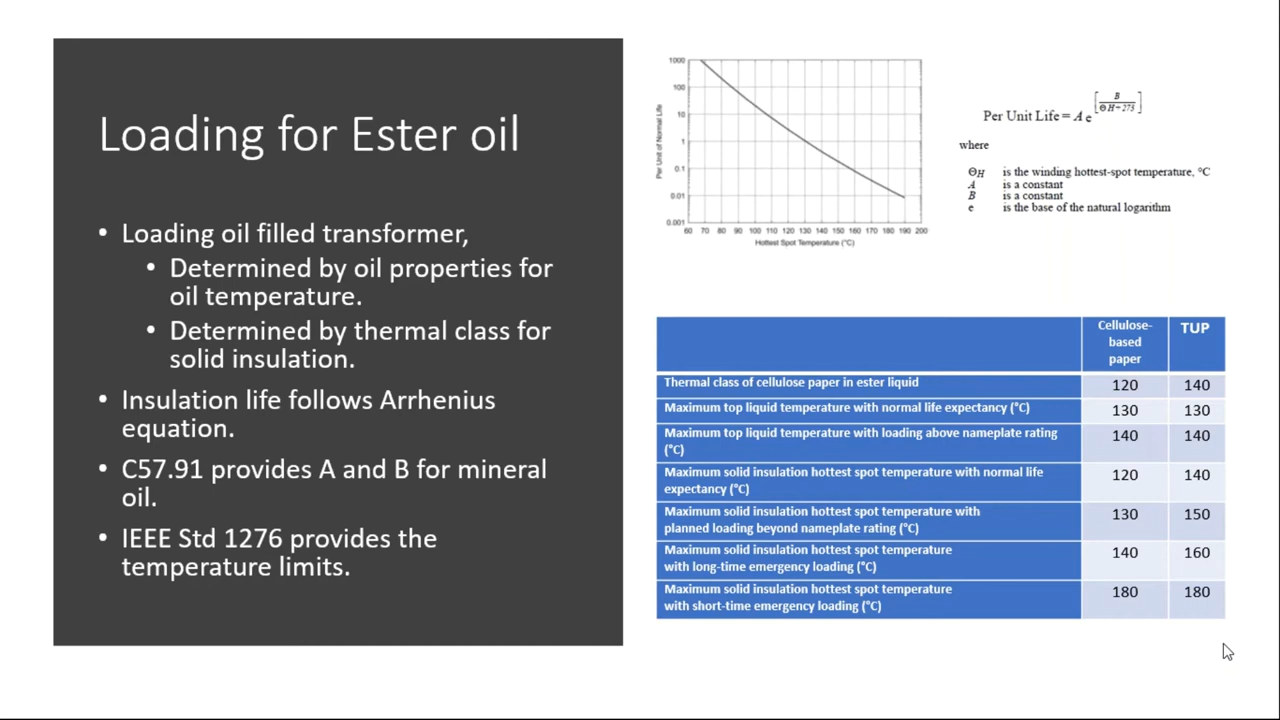 Loading for Ester oil
• Loading oil filled transformer,
• Determined by oil properties for
oil temperature.
• Determined by thermal class for
solid insulation.
• Insulation life follows Arrhenius
equation.
• C57.91 provides A and B for mineral
oil.
• IEEE Std 1276 provides the
temperature limits.
Per Unit of Normal Life
1000
100
10
1
0.1
0.01
0.001
60 70 80 90 100 110 120 130 140 150 160 170 180 190 200
Hottest Spot Temperature (°C)
Per Unit Life = A e^[B / (ΘH+273)]
where
ΘH is the winding hottest-spot temperature, °C
A is a constant
B is a constant
e is the base of the natural logarithm
Cellulose-
based
paper
TUP
Thermal class of cellulose paper in ester liquid 120 140
Maximum top liquid temperature with normal life expectancy (°C) 130 130
Maximum top liquid temperature with loading above nameplate rating
(°C) 140 140
Maximum solid insulation hottest spot temperature with normal life
expectancy (°C) 120 140
Maximum solid insulation hottest spot temperature with
planned loading beyond nameplate rating (°C) 130 150
Maximum solid insulation hottest spot temperature
with long-time emergency loading (°C) 140 160
Maximum solid insulation hottest spot temperature
with short-time emergency loading (°C) 180 180